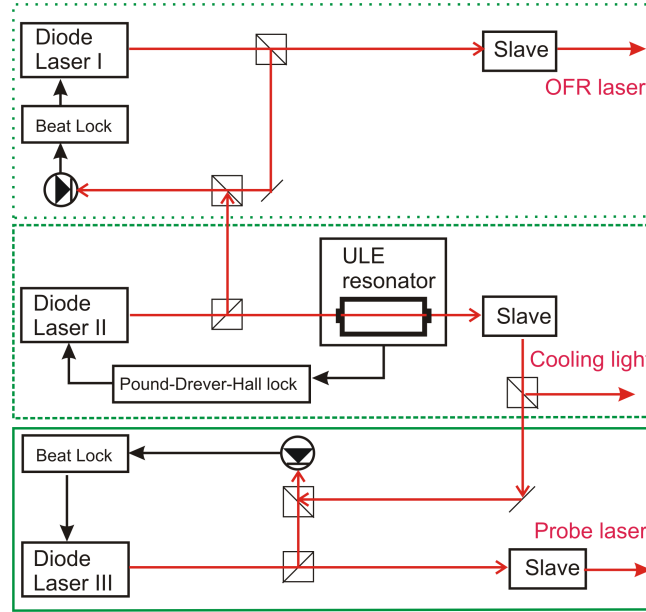 Diode
Laser I
Slave
OFR laser
Beat Lock
ULE
resonator
Diode
Laser II
Slave
Cooling light
Pound-Drever-Hall lock
Beat Lock
Probe laser
Diode
Laser III
Slave